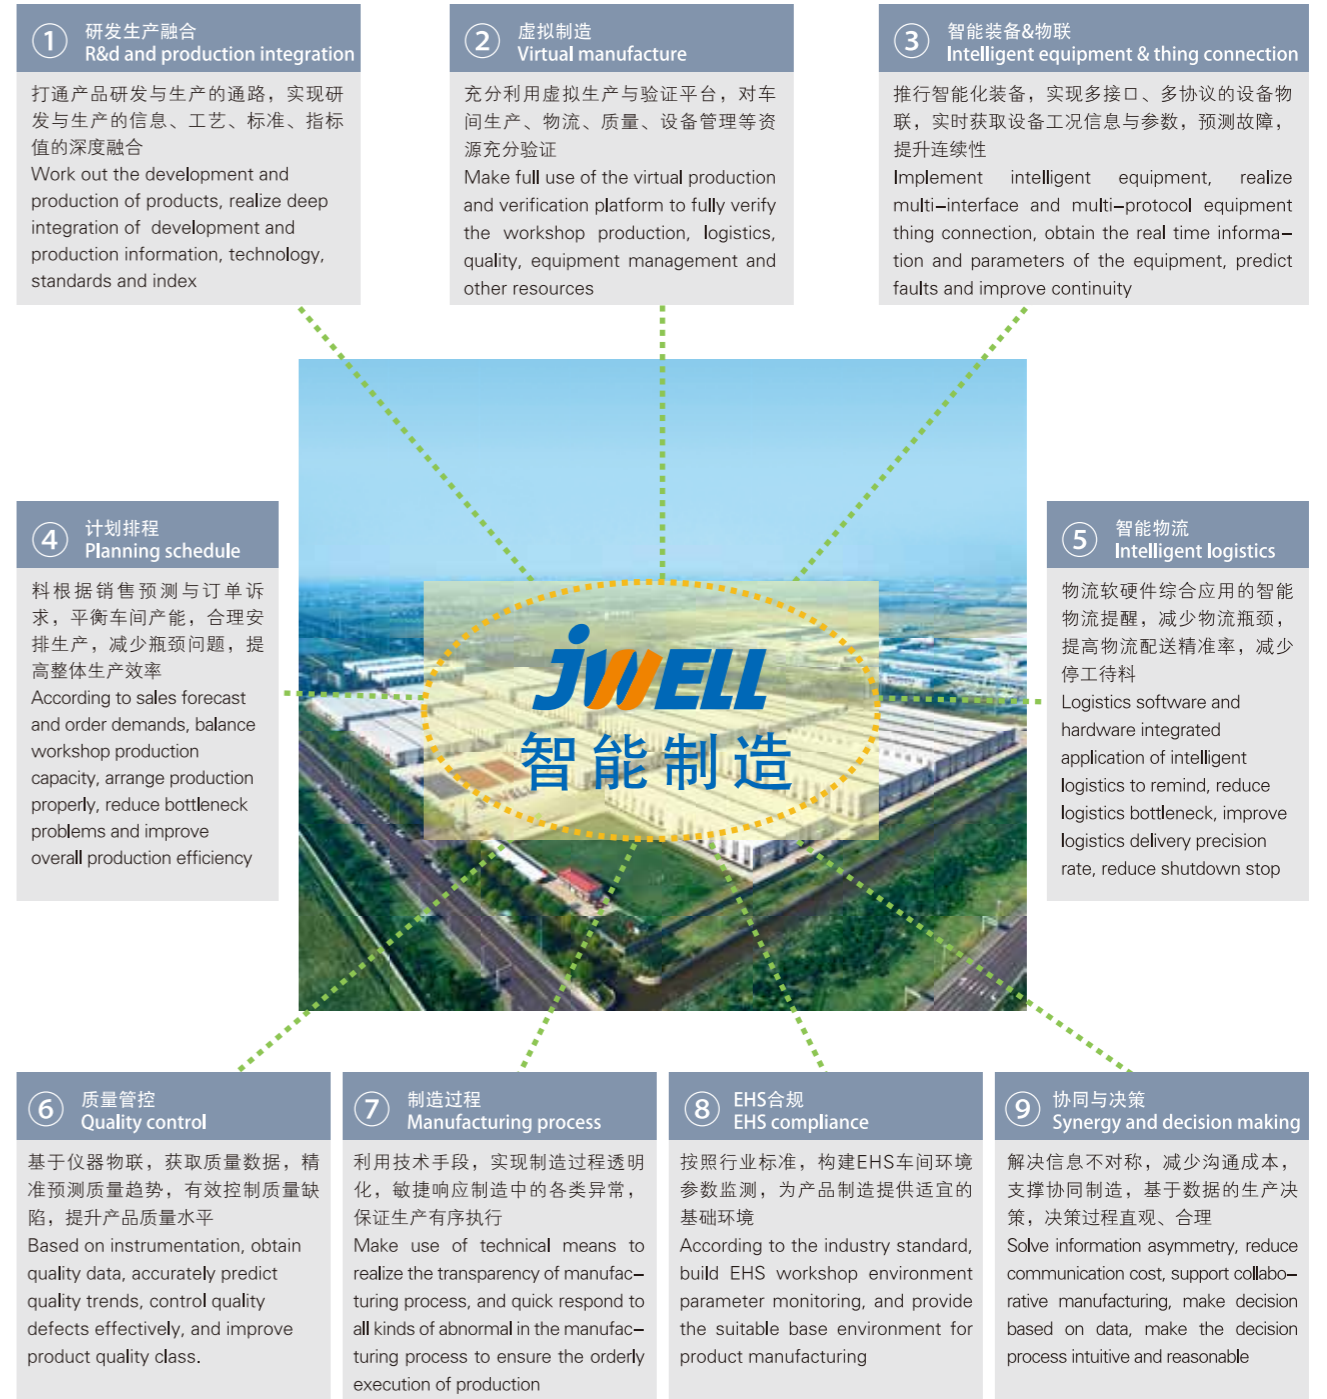 ① 研发生产融合
R&d and production integration
打通产品研发与生产的通路，实现研
发与生产的信息、工艺、标准、指标
值的深度融合
Work out the development and
production of products, realize deep
integration of development and
production information, technology,
standards and index
② 虚拟制造
Virtual manufacture
充分利用虚拟生产与验证平台，对车
间生产、物流、质量、设备管理等资
源充分验证
Make full use of the virtual production
and verification platform to fully verify
the workshop production, logistics,
quality, equipment management and
other resources
③ 智能装备&物联
Intelligent equipment & thing connection
推行智能化装备，实现多接口、多协议的设备物
联，实时获取设备工况信息与参数，预测故障，
提升连续性
Implement intelligent equipment, realize
multi-interface and multi-protocol equipment
thing connection, obtain the real time informa-
tion and parameters of the equipment, predict
faults and improve continuity
④ 计划排程
Planning schedule
料根据销售预测与订单诉
求，平衡车间产能，合理安
排生产，减少瓶颈问题，提
高整体生产效率
According to sales forecast
and order demands, balance
workshop production
capacity, arrange production
properly, reduce bottleneck
problems and improve
overall production efficiency
JWELL
智能制造
⑤ 智能物流
Intelligent logistics
物流软硬件综合应用的智能
物流提醒，减少物流瓶颈，
提高物流配送精准率，减少
停工待料
Logistics software and
hardware integrated
application of intelligent
logistics to remind, reduce
logistics bottleneck, improve
logistics delivery precision
rate, reduce shutdown stop
⑥ 质量管控
Quality control
基于仪器物联，获取质量数据，精
准预测质量趋势，有效控制质量缺
陷，提升产品质量水平
Based on instrumentation, obtain
quality data, accurately predict
quality trends, control quality
defects effectively, and improve
product quality class.
⑦ 制造过程
Manufacturing process
利用技术手段，实现制造过程透明
化，敏捷响应制造中的各类异常，
保证生产有序执行
Make use of technical means to
realize the transparency of manufac-
turing process, and quick respond to
all kinds of abnormal in the manufac-
turing process to ensure the orderly
execution of production
⑧ EHS合规
EHS compliance
按照行业标准，构建EHS车间环境
参数监测，为产品制造提供适宜的
基础环境
According to the industry standard,
build EHS workshop environment
parameter monitoring, and provide
the suitable base environment for
product manufacturing
⑨ 协同与决策
Synergy and decision making
解决信息不对称，减少沟通成本，
支撑协同制造，基于数据的生产决
策，决策过程直观、合理
Solve information asymmetry, reduce
communication cost, support collabo-
rative manufacturing, make decision
based on data, make the decision
process intuitive and reasonable